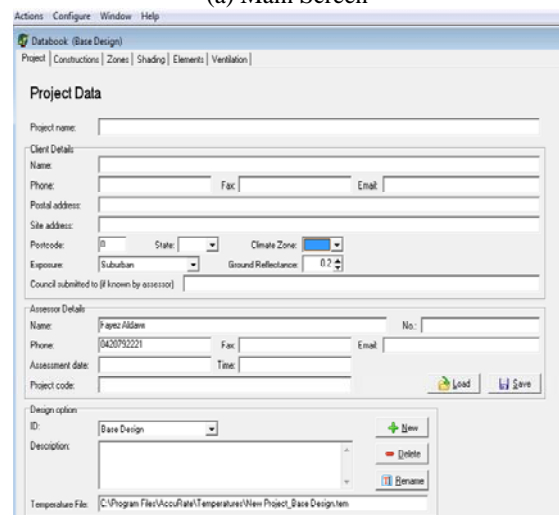 (a) Main Screen
Actions Configure Window Help
Databook: (Base Design)
Project Constructions Zones Shading Elements Ventilation
Project Data
Project name:
Client Details
Name:
Phone: Fax: Email:
Postal address:
Site address:
Postcode: 0 State: Climate Zone:
Exposure: Suburban Ground Reflectance: 0.2
Council submitted to (if known by assessor)
Assessor Details
Name: Fayez Aldawi No.:
Phone: 0420792221 Fax: Email:
Assessment date: Time:
Project code: Load Save
Design option
ID: Base Design New
Description: Delete
Rename
Temperature File: C:\Program Files\AccuRate\Temperatures\New Project_Base Design.tem